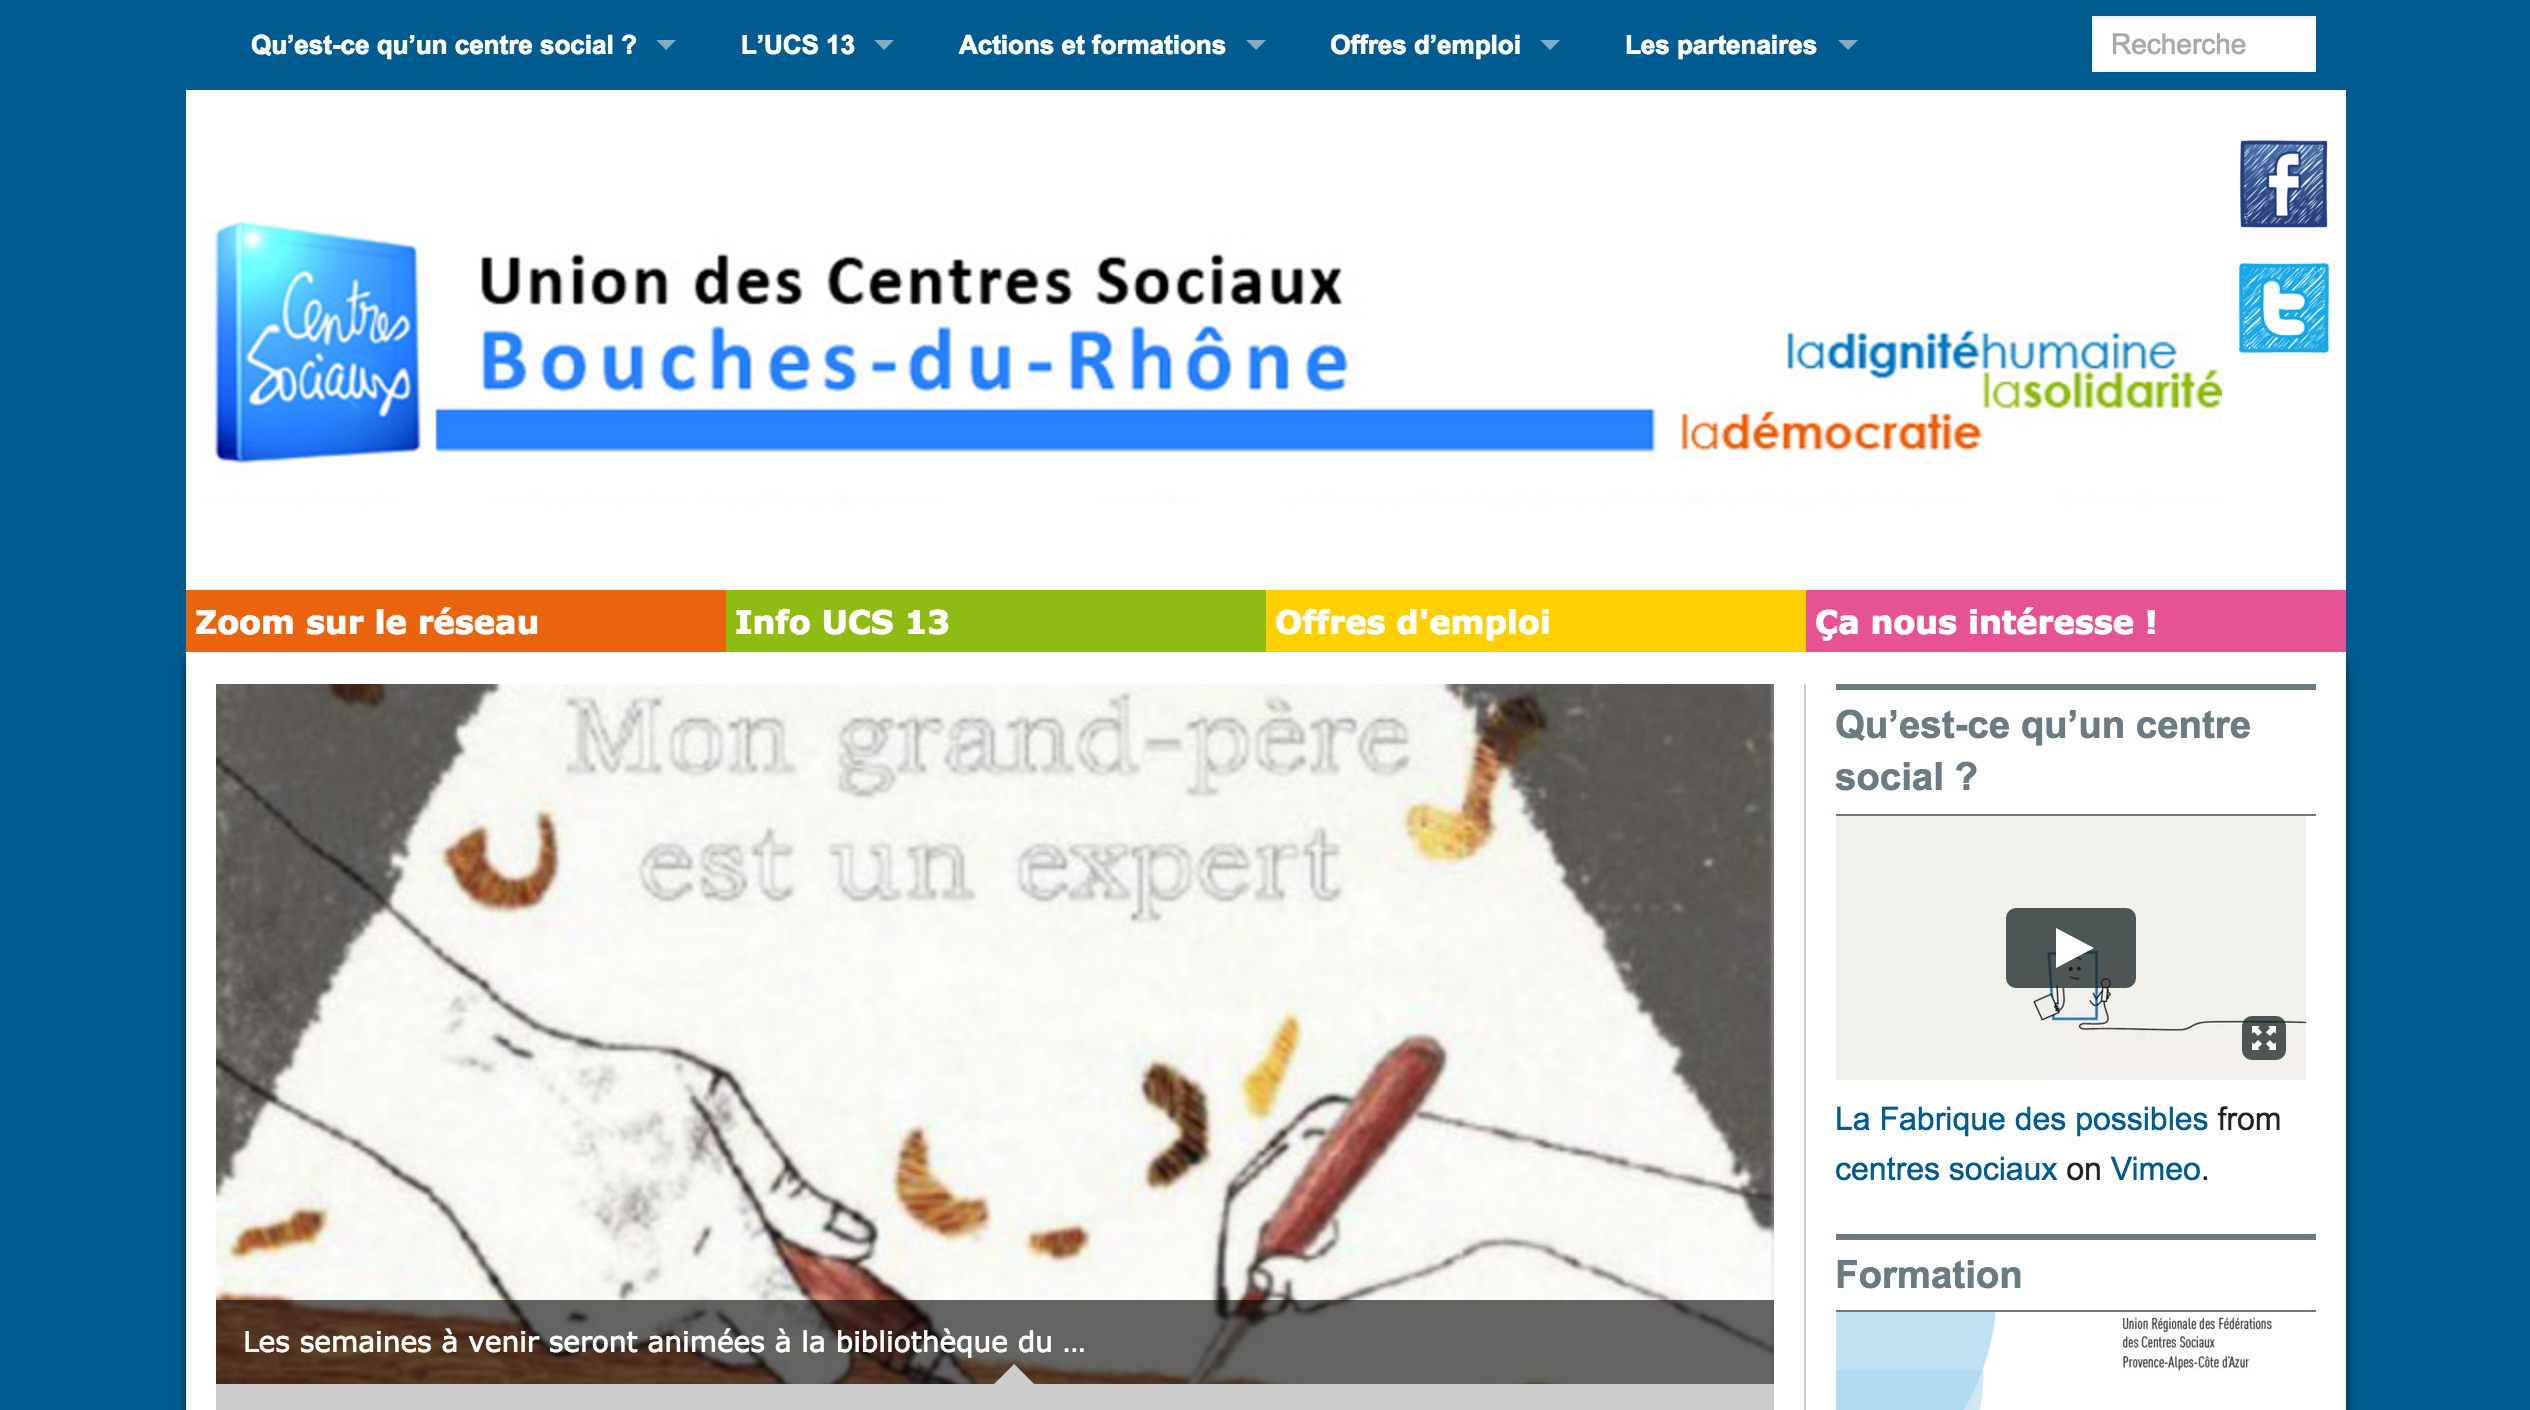 Qu’est-ce qu’un centre social ?
L’UCS 13
Actions et formations
Offres d’emploi
Les partenaires
Recherche
Centres
Sociaux
Union des Centres Sociaux
Bouches-du-Rhône
ladignitéhumaine
lasolidarité
ladémocratie
Zoom sur le réseau
Info UCS 13
Offres d'emploi
Ça nous intéresse !
Mon grand-père
est un expert
Les semaines à venir seront animées à la bibliothèque du ...
Qu’est-ce qu’un centre
social ?
La Fabrique des possibles from
centres sociaux on Vimeo.
Formation
Union Régionale des Fédérations
des Centres Sociaux
Provence-Alpes-Côte d'Azur